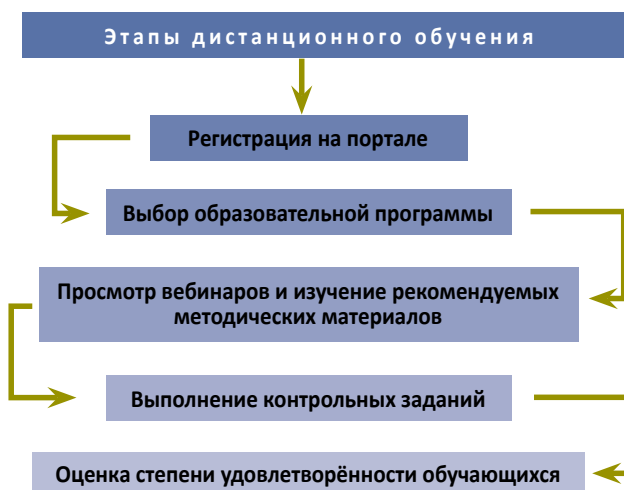 Этапы дистанционного обучения
Регистрация на портале
Выбор образовательной программы
Просмотр вебинаров и изучение рекомендуемых
методических материалов
Выполнение контрольных заданий
Оценка степени удовлетворённости обучающихся